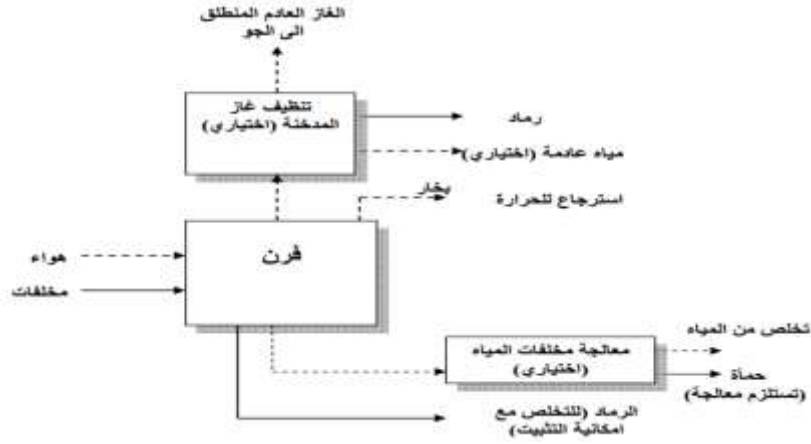 الغاز العادم المنطلق
الى الجو
تنظيف غاز
المدخنة (اختياري)
رماد
مياه عادمة (اختياري)
بخار
استرجاع للحرارة
فرن
هواء
مخلفات
معالجة مخلفات المياه
(اختياري)
تخلص من المياه
حمأة
(تستلزم معالجة)
الرماد (للتخلص مع
امكانية التثبيت)